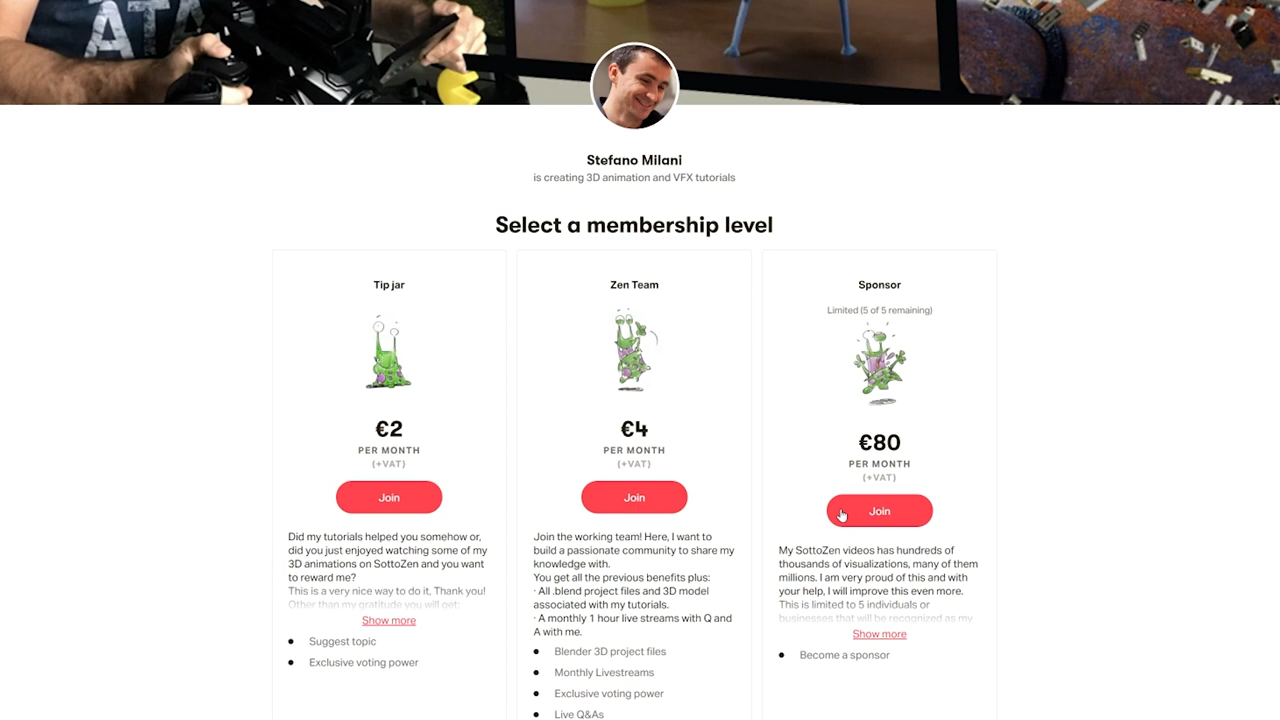 ATA
Stefano Milani
is creating 3D animation and VFX tutorials
Select a membership level
Tip jar
€2
PER MONTH
(+VAT)
Join
Did my tutorials helped you somehow or,
did you just enjoyed watching some of my
3D animations on SottoZen and you want
to reward me?
This is a very nice way to do it, Thank you!
Other than my gratitude you will get:
Show more
Suggest topic
Exclusive voting power
Zen Team
€4
PER MONTH
(+VAT)
Join
Join the working team! Here, I want to
build a passionate community to share my
knowledge with.
You get all the previous benefits plus:
· All .blend project files and 3D model
associated with my tutorials.
· A monthly 1 hour live streams with Q and
A with me.
Blender 3D project files
Monthly Livestreams
Exclusive voting power
Live Q&As
Sponsor
Limited (5 of 5 remaining)
€80
PER MONTH
(+VAT)
Join
My SottoZen videos has hundreds of
thousands of visualizations, many of them
millions. I am very proud of this and with
your help, I will improve this even more.
This is limited to 5 individuals or
businesses that will be recognized as my
Show more
Become a sponsor